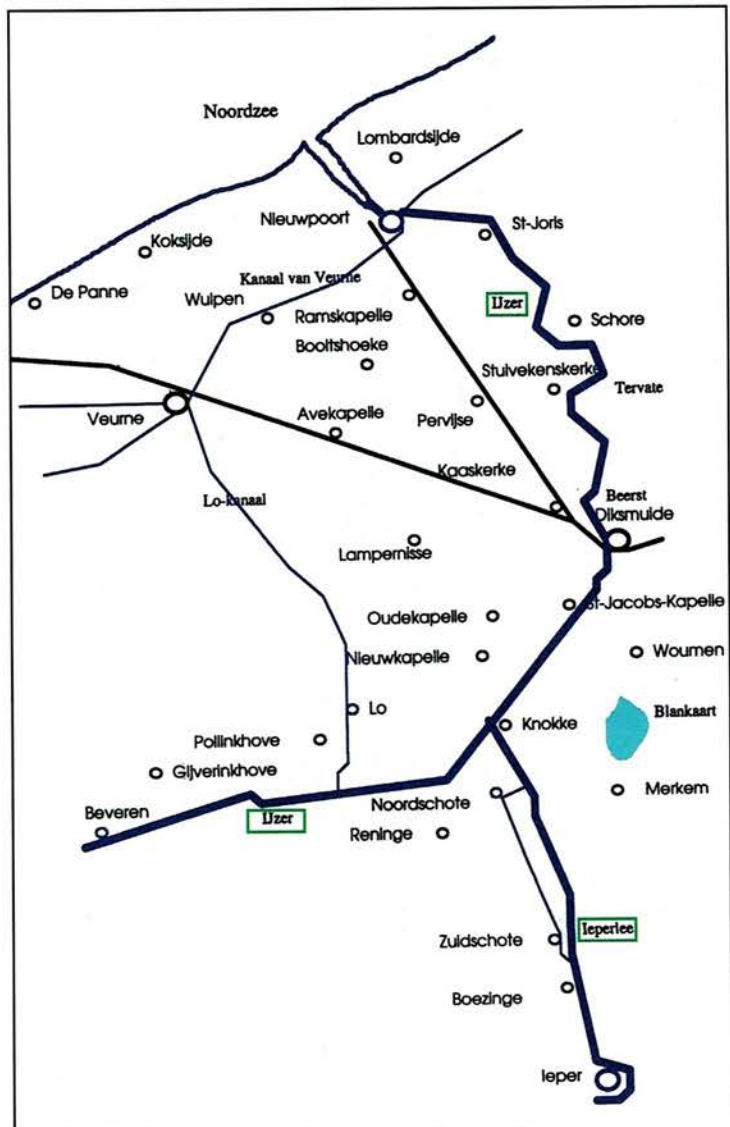 Noordzee
Lombardsijde
Nieuwpoort
St-Joris
Koksijde
Kanaal van Veurne
De Panne
Wulpen
IJzer
Ramskapelle
Schore
Booitshoeke
Stuivekenskerke
Tervate
Veurne
Avekapelle
Pervijse
Kaaskerke
Lo-kanaal
Beerst
Diksmuide
Lampernisse
St-Jacobs-Kapelle
Oudekapelle
Nieuwkapelle
Woumen
Lo
Blankaart
Knokke
Pollinkhove
Gijverinkhove
Merkem
Noordschote
Beveren
IJzer
Reninge
Ieperlee
Zuidschote
Boezinge
Ieper